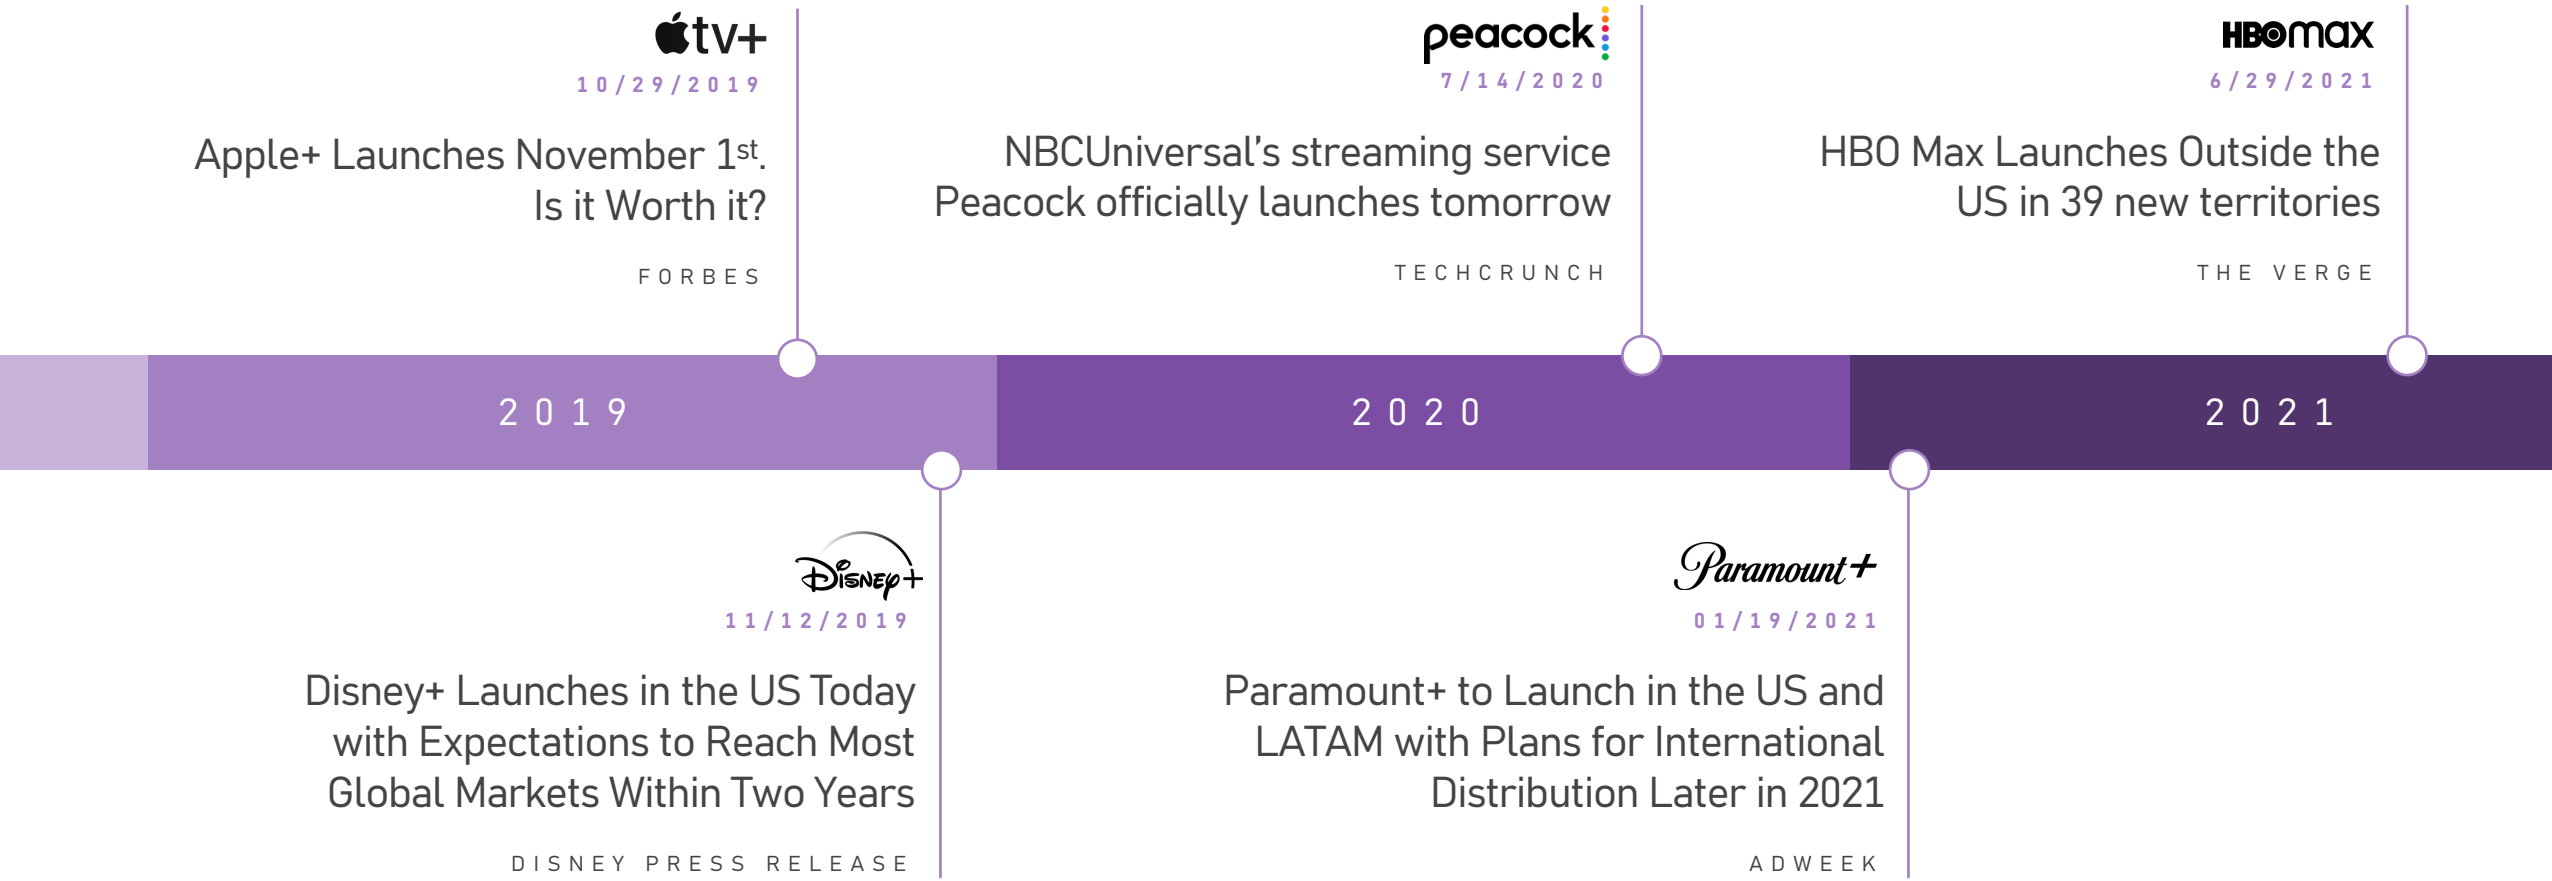 tv+
10/29/2019
Apple+ Launches November 1st.
Is it Worth it?
FORBES
peacock
7/14/2020
NBCUniversal’s streaming service
Peacock officially launches tomorrow
TECHCRUNCH
HBOmax
6/29/2021
HBO Max Launches Outside the
US in 39 new territories
THE VERGE
2019
2020
2021
Disney+
11/12/2019
Disney+ Launches in the US Today
with Expectations to Reach Most
Global Markets Within Two Years
DISNEY PRESS RELEASE
Paramount+
01/19/2021
Paramount+ to Launch in the US and
LATAM with Plans for International
Distribution Later in 2021
ADWEEK